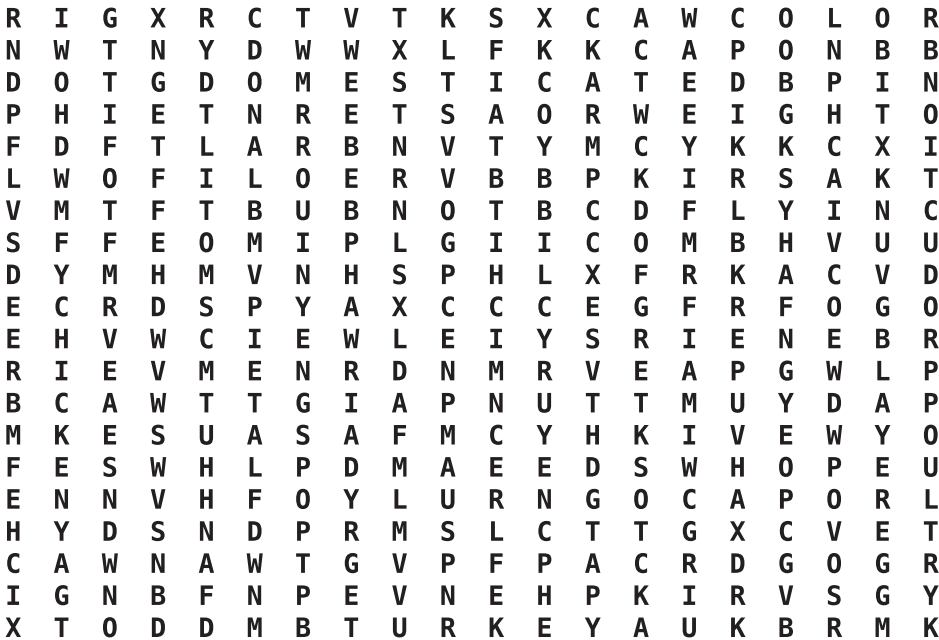 R I G X R C T V T K S X C A W C O L O R
N W T N Y D W W X L F K K C A P O N B B
D O T G D O M E S T I C A T E D B P I N
P H I E T N R E T S A O R W E I G H T O
F D F T L A R B N V T Y M C Y K K C X I
L W O F I L O E R V B B P K I R S A K T
V M T F T B U B N O T B C D F L Y I N C
S F F E O M I P L G I I C O M B H V U U
D Y M H M V N H S P H L X F R K A C V D
E C R D S P Y A X C C C E G F R F O G O
E H V W C I E W L E I Y S R I E N E B R
R I E V M E N R D N M R V E A P G W L P
B C A W T T G I A P N U T T M U Y D A P
M K E S U A S A F M C Y H K I V E W Y O
F E S W H L P D M A E E D S W H O P E U
E N N V H F O Y L U R N G O C A P O R L
H Y D S N D P R M S L C T T G X C V E T
C A W N A W T G V P F P A C R D G O G R
I G N B F N P E V N E H P K I R V S G Y
X T O D D M B T U R K E Y A U K B R M K